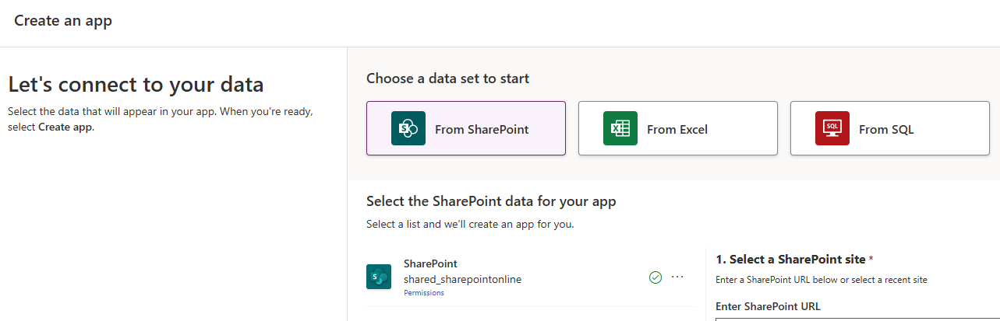 Create an app
Let's connect to your data
Select the data that will appear in your app. When you're ready,
select Create app.
Choose a data set to start
From SharePoint
From Excel
SQL
From SQL
Select the SharePoint data for your app
Select a list and we'll create an app for you.
S
SharePoint
shared_sharepointonline
Permissions
1. Select a SharePoint site *
Enter a SharePoint URL below or select a recent site
Enter SharePoint URL